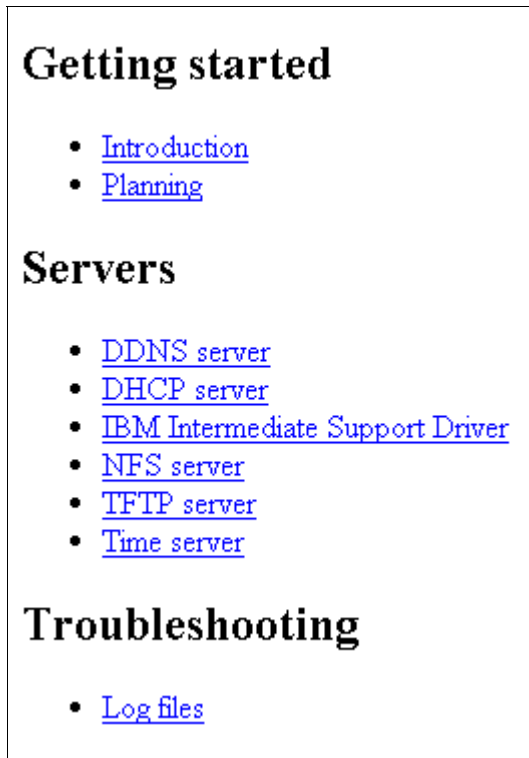 Getting started
Introduction
Planning
Servers
DDNS server
DHCP server
IBM Intermediate Support Driver
NFS server
TFTP server
Time server
Troubleshooting
Log files